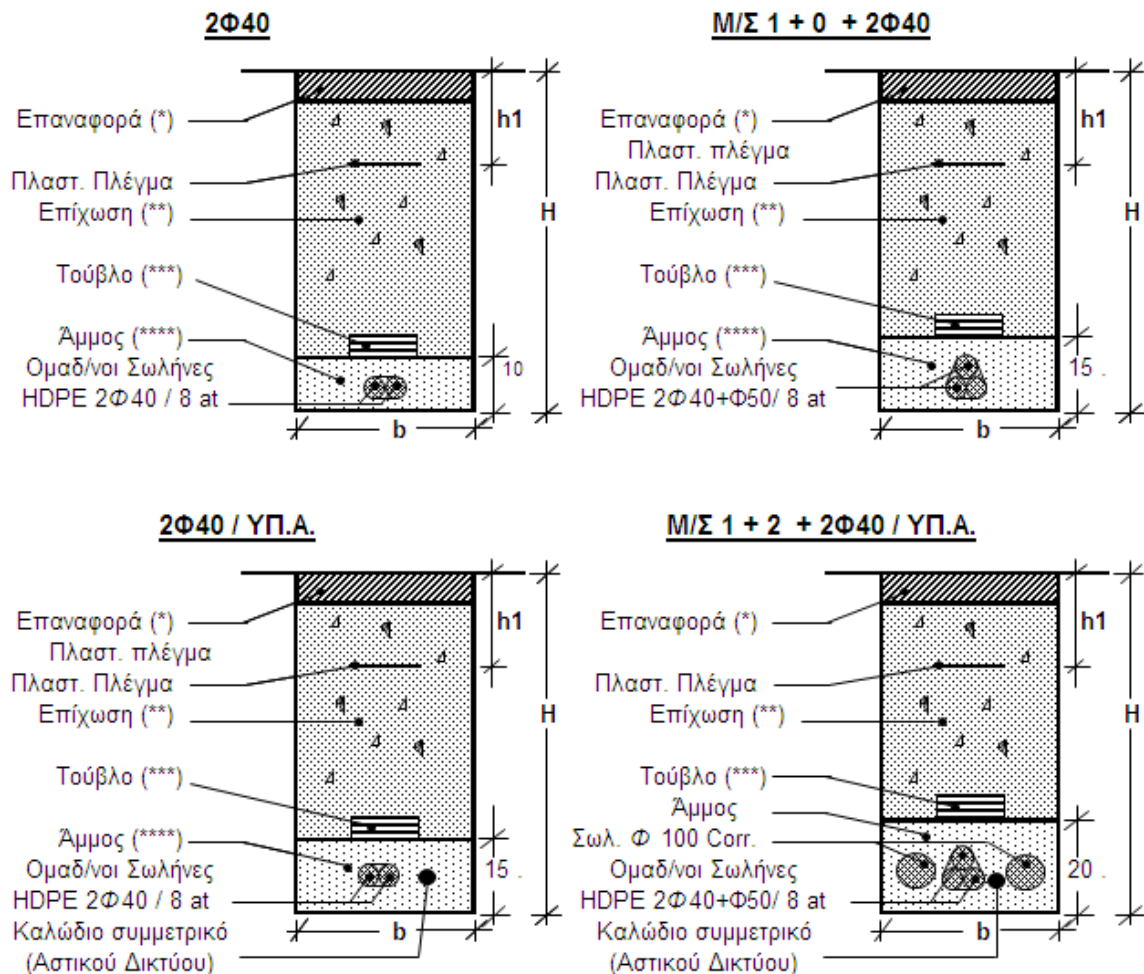 2Φ40
Επαναφορά (*)
Πλαστ. Πλέγμα
Επίχωση (**)
Τούβλο (***)
Άμμος (****)
Ομαδ/νοι Σωλήνες
HDPE 2Φ40 / 8 at
h1
H
10
b
Μ/Σ 1 + 0 + 2Φ40
Επαναφορά (*)
Πλαστ. πλέγμα
Πλαστ. Πλέγμα
Επίχωση (**)
Τούβλο (***)
Άμμος (****)
Ομαδ/νοι Σωλήνες
HDPE 2Φ40+Φ50/ 8 at
h1
H
15 .
b
2Φ40 / ΥΠ.Α.
Επαναφορά (*)
Πλαστ. πλέγμα
Πλαστ. Πλέγμα
Επίχωση (**)
Τούβλο (***)
Άμμος (****)
Ομαδ/νοι Σωλήνες
HDPE 2Φ40 / 8 at
Καλώδιο συμμετρικό
(Αστικού Δικτύου)
h1
H
15 .
b
Μ/Σ 1 + 2 + 2Φ40 / ΥΠ.Α.
Επαναφορά (*)
Πλαστ. Πλέγμα
Επίχωση (**)
Τούβλο (***)
Άμμος
Σωλ. Φ 100 Corr.
Ομαδ/νοι Σωλήνες
HDPE 2Φ40+Φ50/ 8 at
Καλώδιο συμμετρικό
(Αστικού Δικτύου)
h1
H
20 .
b